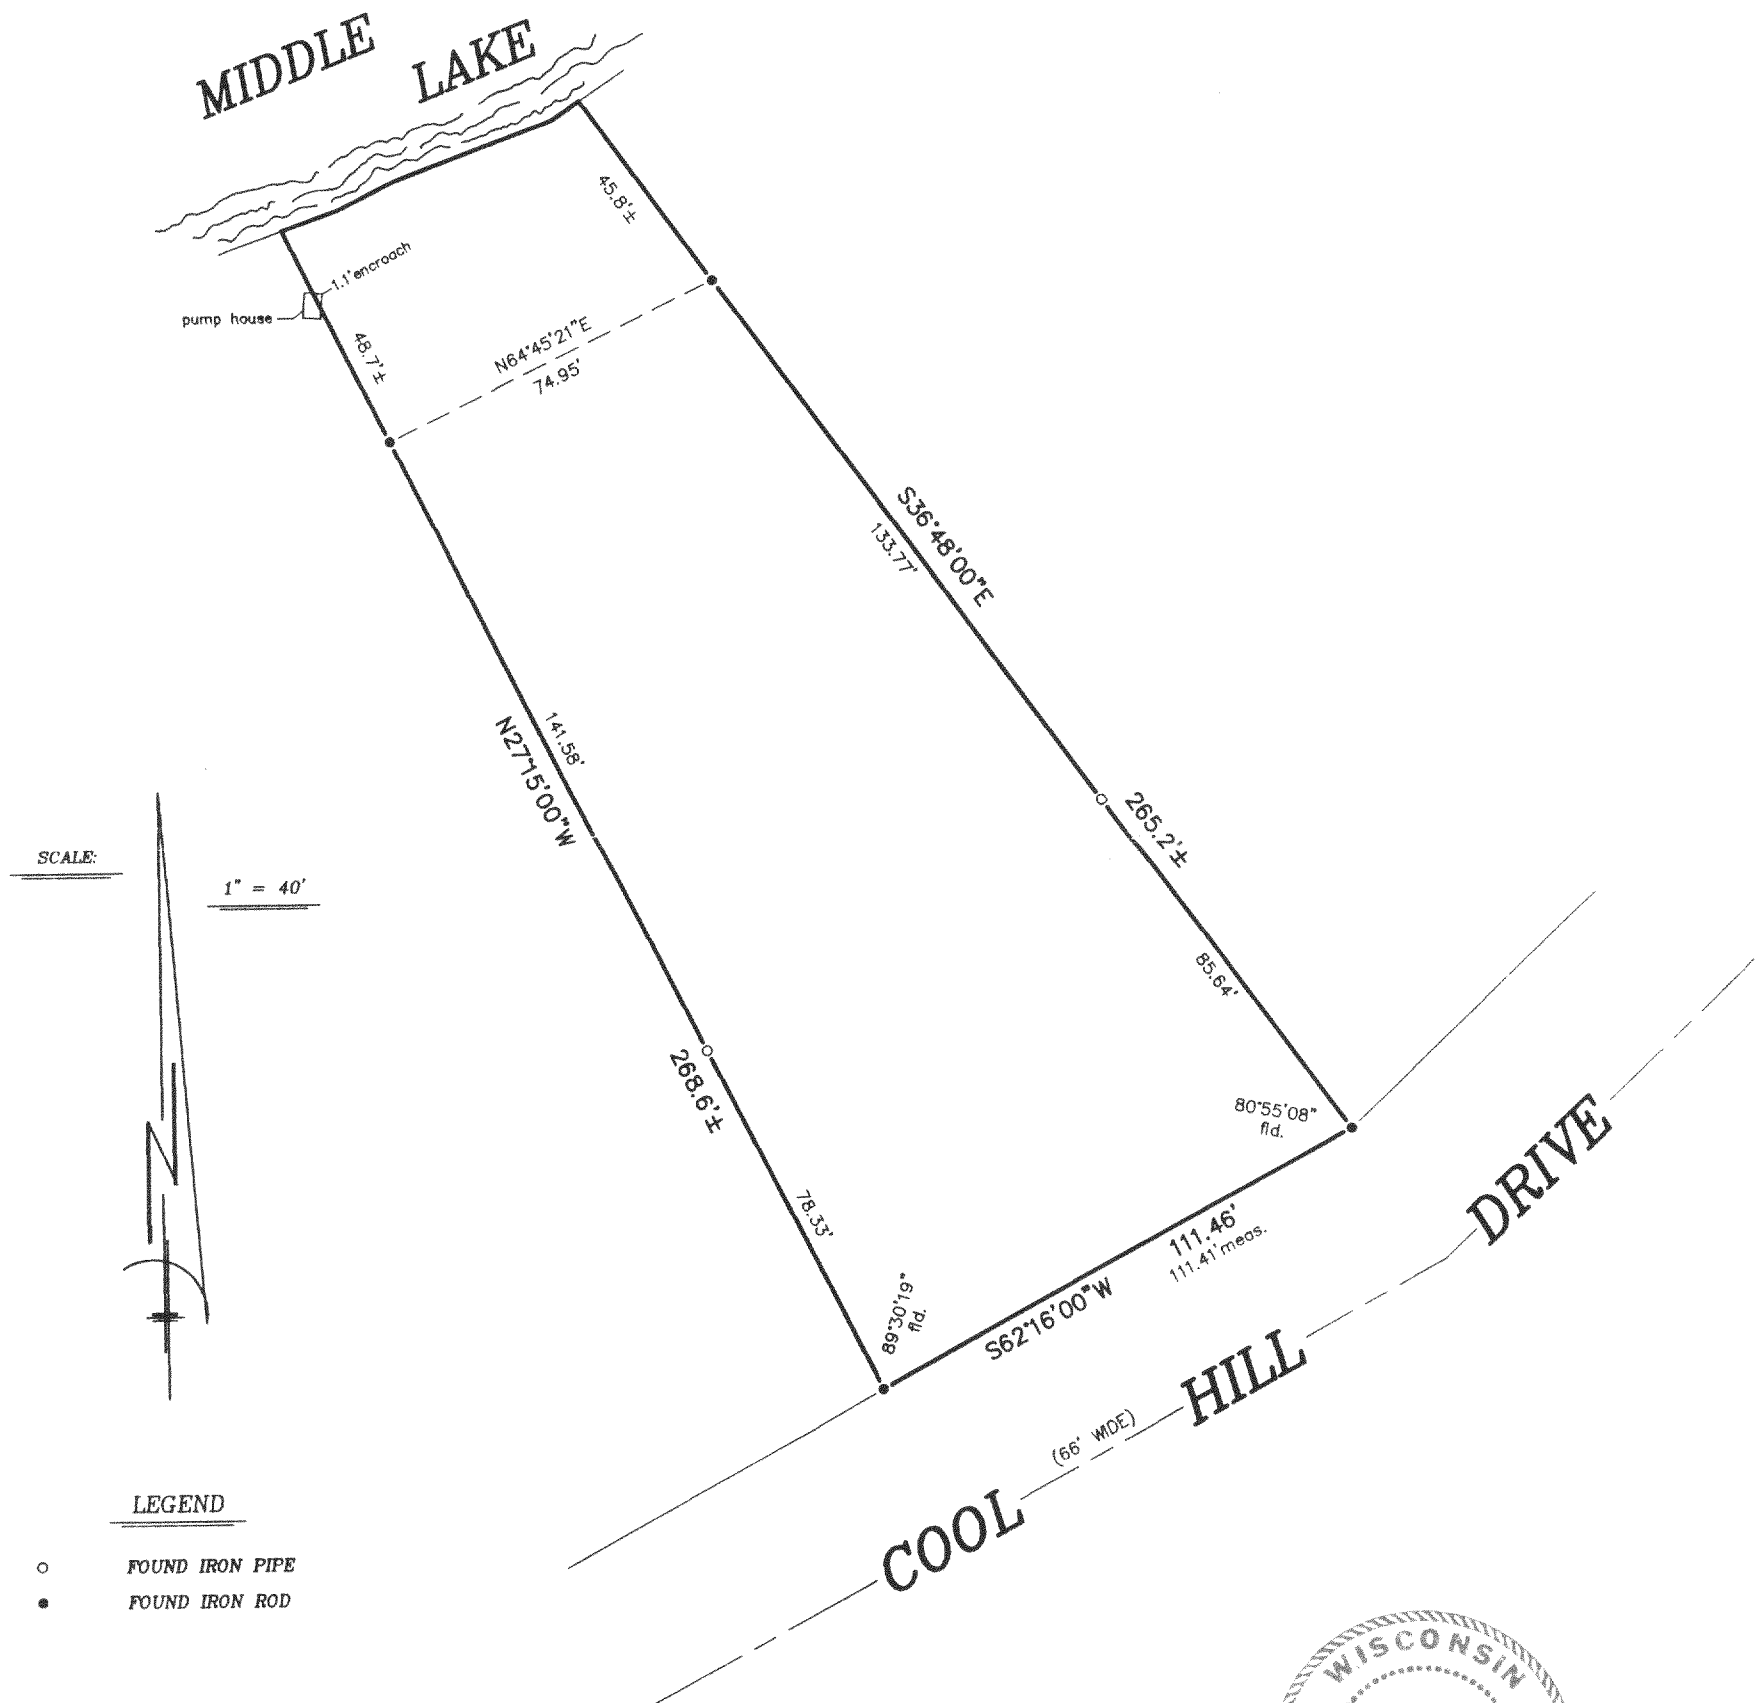 MIDDLE LAKE
45.8'±
1.1' encroach
pump house
48.7'±
N64°45'21"E
74.95'
S36°48'00"E
133.77'
141.58'
N27°15'00"W
265.2'±
SCALE:
1" = 40'
85.64'
268.6'±
80°55'08"
fld.
N
78.33'
111.46'
111.41' meas.
S62°16'00"W
89°30'19"
fld.
COOL HILL DRIVE
(66' WIDE)
LEGEND
FOUND IRON PIPE
FOUND IRON ROD
WISCONSIN